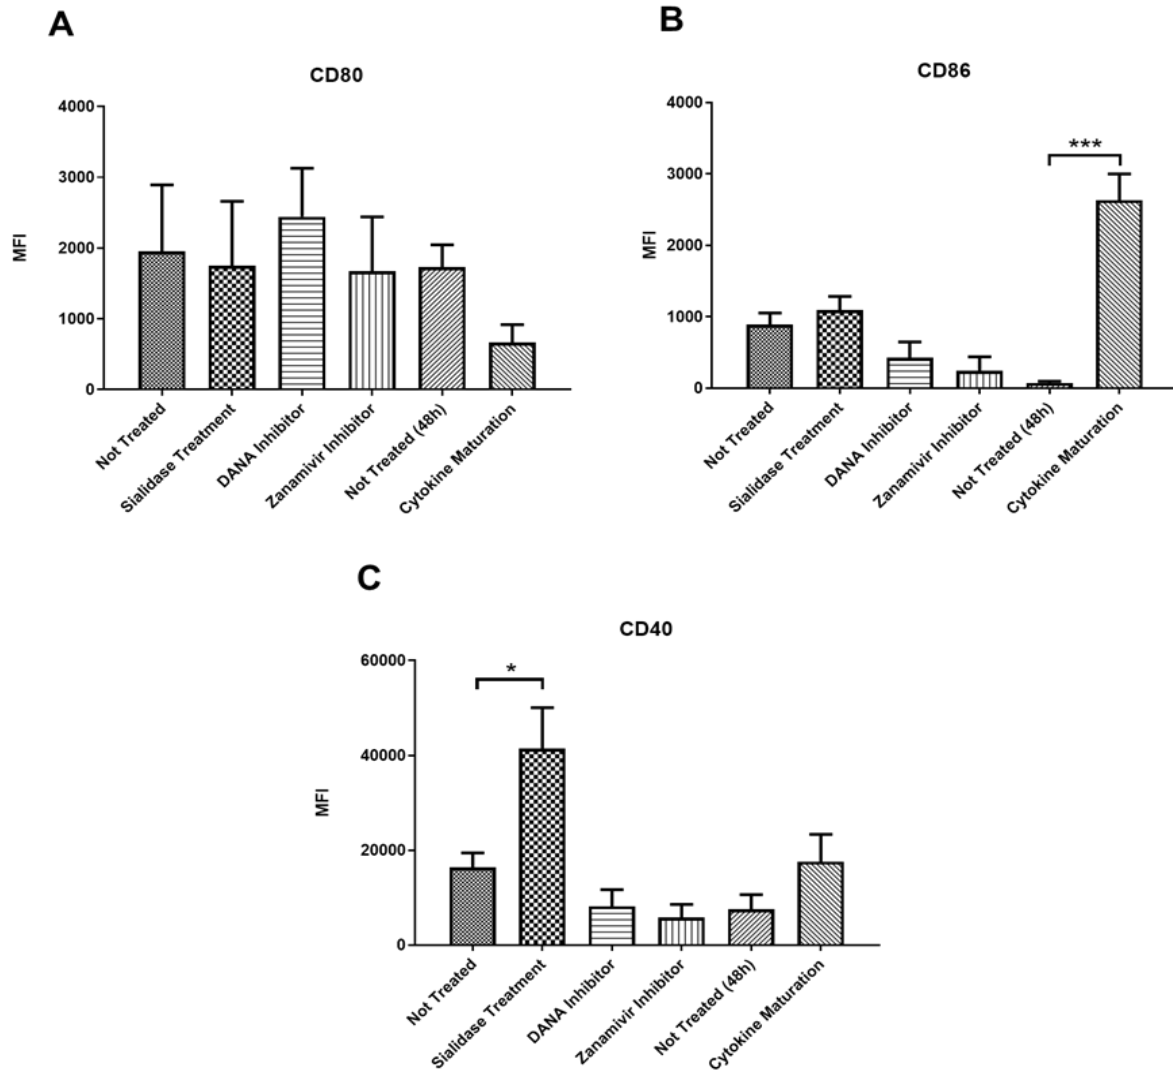 A
CD80
4000
3000
2000
1000
0
MFI
Not Treated
Sialidase Treatment
DANA Inhibitor
Zanamivir Inhibitor
Not Treated (48h)
Cytokine Maturation
B
CD86
4000
3000
2000
1000
0
MFI
***
Not Treated
Sialidase Treatment
DANA Inhibitor
Zanamivir Inhibitor
Not Treated (48h)
Cytokine Maturation
C
CD40
60000
40000
20000
0
MFI
*
Not Treated
Sialidase Treatment
DANA Inhibitor
Zanamivir Inhibitor
Not Treated (48h)
Cytokine Maturation